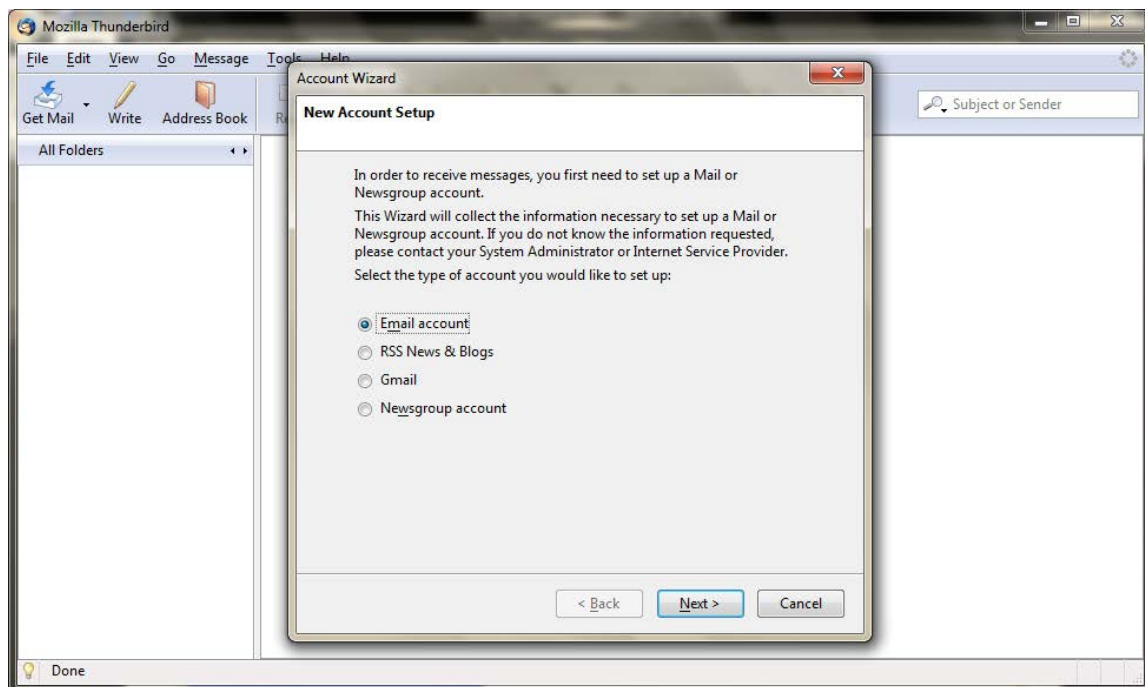 Mozilla Thunderbird
File Edit View Go Message Tools Help
Account Wizard
Get Mail Write Address Book
Subject or Sender
New Account Setup
All Folders
In order to receive messages, you first need to set up a Mail or
Newsgroup account.
This Wizard will collect the information necessary to set up a Mail or
Newsgroup account. If you do not know the information requested,
please contact your System Administrator or Internet Service Provider.
Select the type of account you would like to set up:
Email account
RSS News & Blogs
Gmail
Newsgroup account
< Back Next > Cancel
Done